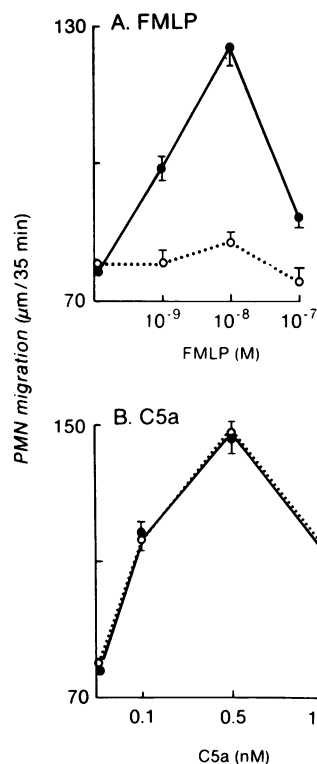 130
A. FMLP
70
10⁻⁹ 10⁻⁸ 10⁻⁷
FMLP (M)
PMN migration (µm/35 min)
150
B. C5a
70
0.1 0.5 1
C5a (nM)